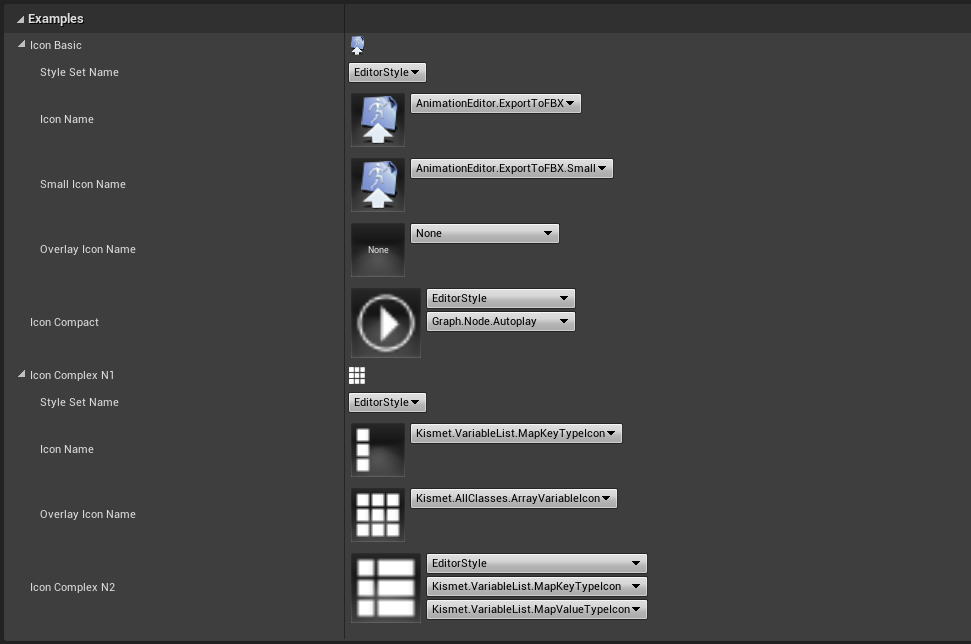 Examples
Icon Basic
Style Set Name
EditorStyle
Icon Name
AnimationEditor.ExportToFBX
Small Icon Name
AnimationEditor.ExportToFBX.Small
Overlay Icon Name
None
None
Icon Compact
EditorStyle
Graph.Node.Autoplay
Icon Complex N1
Style Set Name
EditorStyle
Icon Name
Kismet.VariableList.MapKeyTypeIcon
Overlay Icon Name
Kismet.AllClasses.ArrayVariableIcon
Icon Complex N2
EditorStyle
Kismet.VariableList.MapKeyTypeIcon
Kismet.VariableList.MapValueTypeIcon